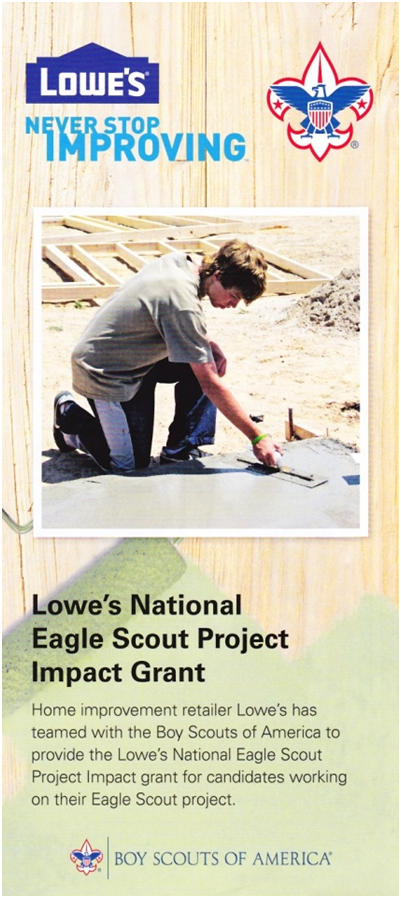 LOWE'S®
NEVER STOP
IMPROVING™
®
Lowe's National
Eagle Scout Project
Impact Grant
Home improvement retailer Lowe's has
teamed with the Boy Scouts of America to
provide the Lowe's National Eagle Scout
Project Impact grant for candidates working
on their Eagle Scout project.
® BOY SCOUTS OF AMERICA®